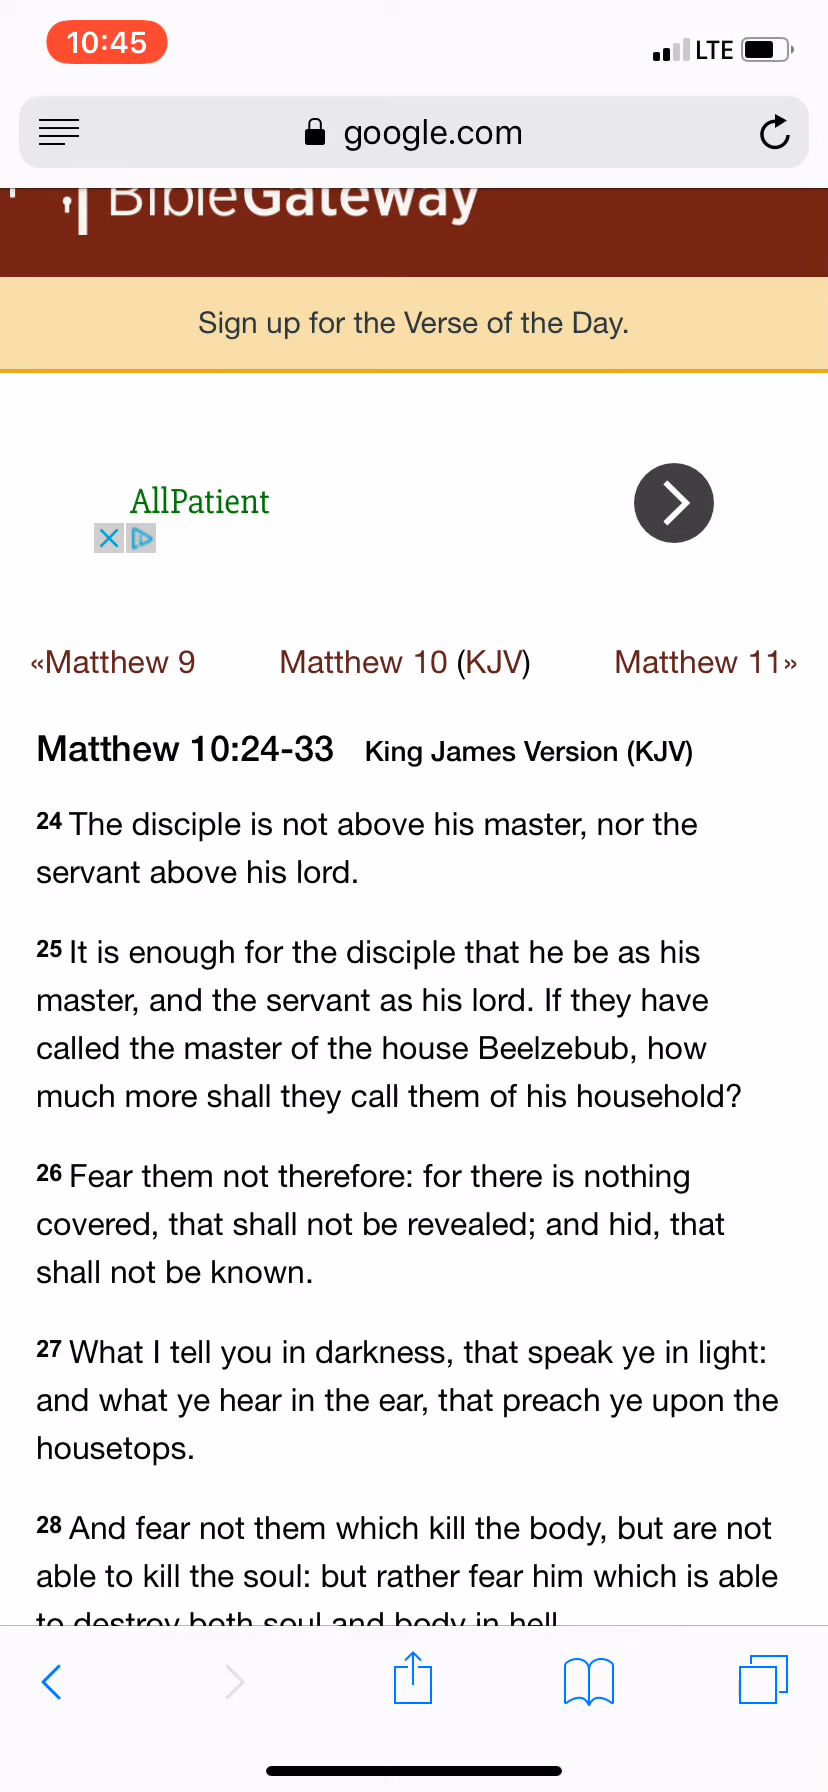 10:45
LTE
google.com
BibleGateway
Sign up for the Verse of the Day.
AllPatient
«Matthew 9 Matthew 10 (KJV) Matthew 11»
Matthew 10:24-33 King James Version (KJV)
24 The disciple is not above his master, nor the
servant above his lord.
25 It is enough for the disciple that he be as his
master, and the servant as his lord. If they have
called the master of the house Beelzebub, how
much more shall they call them of his household?
26 Fear them not therefore: for there is nothing
covered, that shall not be revealed; and hid, that
shall not be known.
27 What I tell you in darkness, that speak ye in light:
and what ye hear in the ear, that preach ye upon the
housetops.
28 And fear not them which kill the body, but are not
able to kill the soul: but rather fear him which is able
to destroy both soul and body in hell